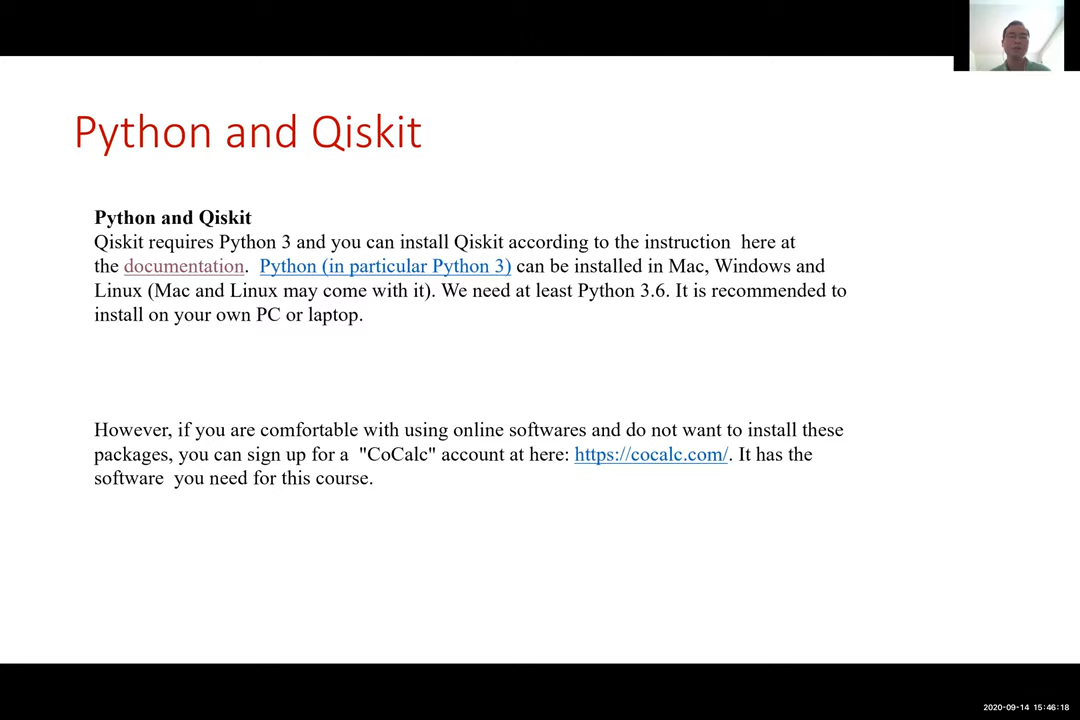 Python and Qiskit
Python and Qiskit
Qiskit requires Python 3 and you can install Qiskit according to the instruction  here at
the documentation.  Python (in particular Python 3) can be installed in Mac, Windows and
Linux (Mac and Linux may come with it). We need at least Python 3.6. It is recommended to
install on your own PC or laptop.
However, if you are comfortable with using online softwares and do not want to install these
packages, you can sign up for a  "CoCalc" account at here: https://cocalc.com/. It has the
software  you need for this course.
2020-09-14 15:46:18